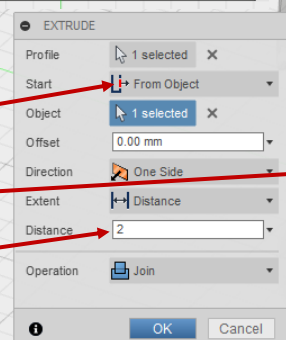 EXTRUDE
Profile 1 selected
Start From Object
Object 1 selected
Offset 0.00 mm
Direction One Side
Extent Distance
Distance 2
Operation Join
OK Cancel